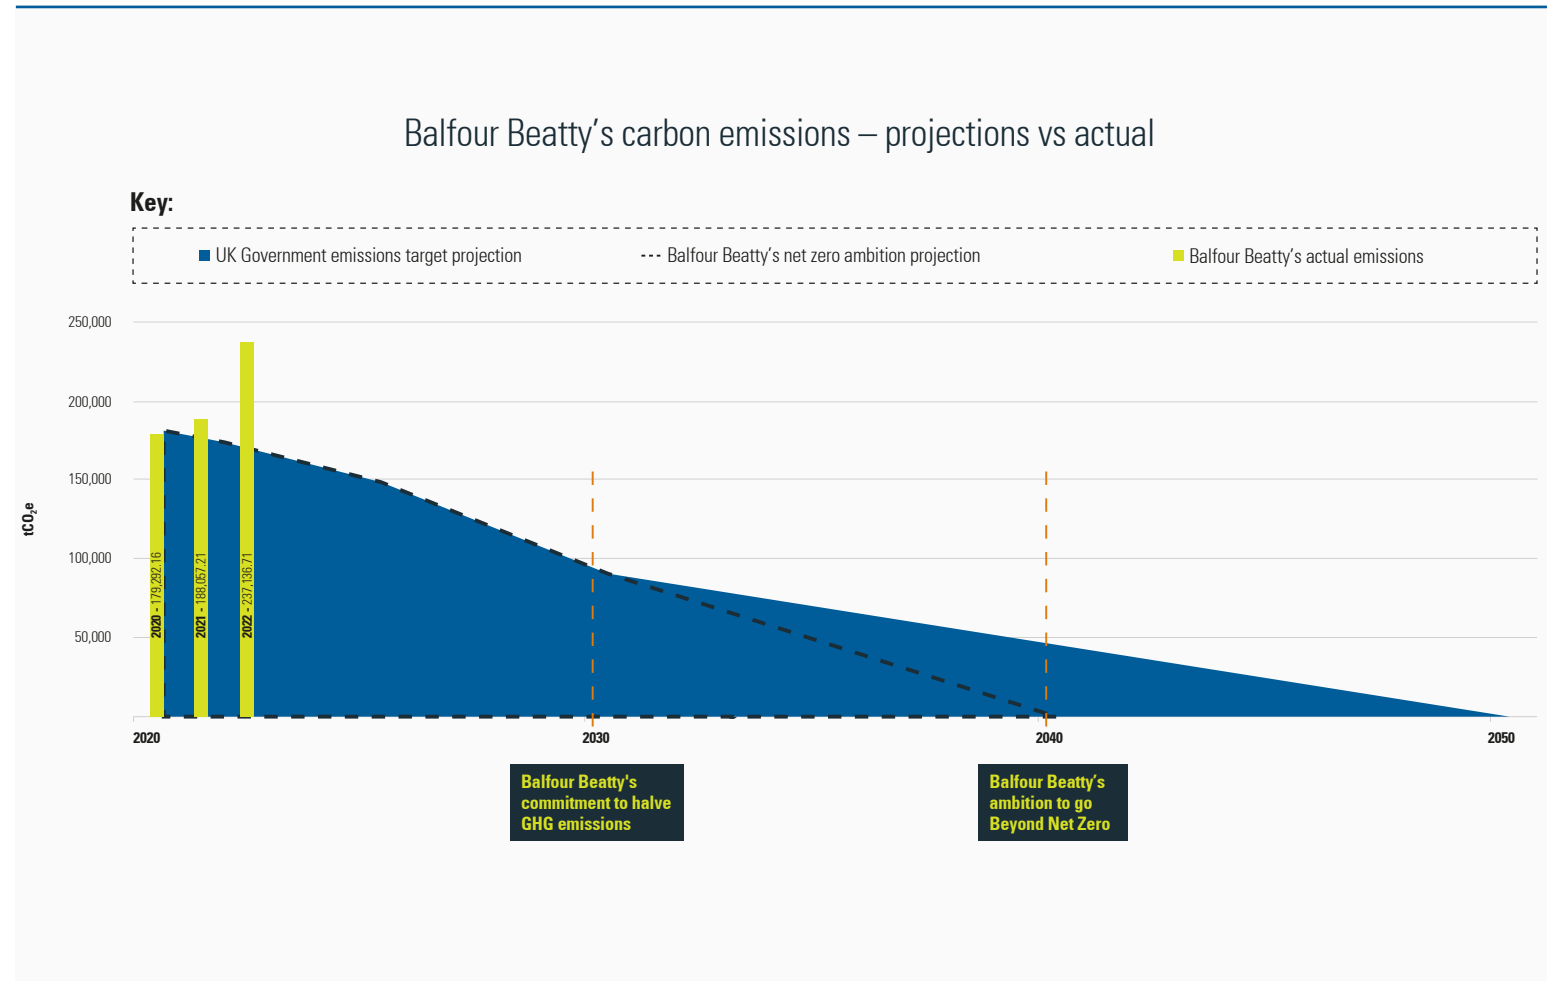 Balfour Beatty’s carbon emissions – projections vs actual
Key:
UK Government emissions target projection
Balfour Beatty’s net zero ambition projection
Balfour Beatty’s actual emissions
250,000
200,000
150,000
100,000
50,000
tCO₂e
2020 - 179,292.16
2021 - 188,057.21
2022 - 237,136.71
2020
2030
2040
2050
Balfour Beatty's
commitment to halve
GHG emissions
Balfour Beatty’s
ambition to go
Beyond Net Zero